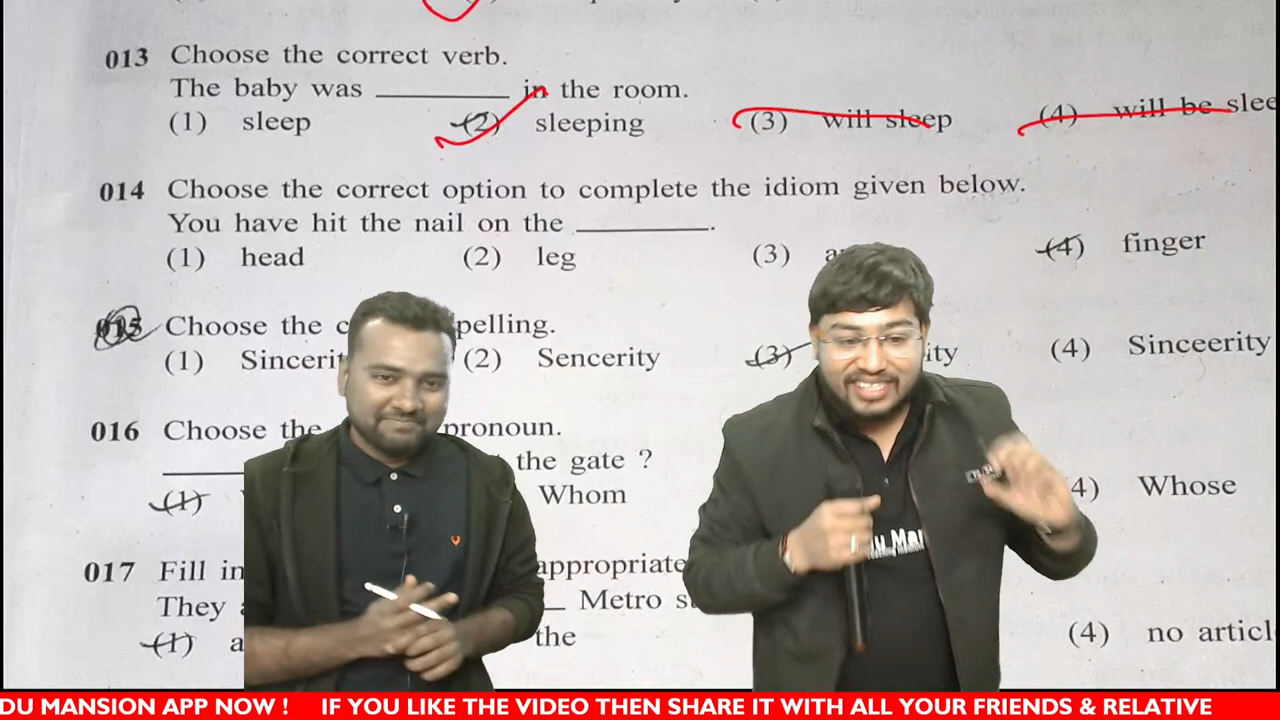 013 Choose the correct verb.
The baby was ________ in the room.
(1) sleep (2) sleeping (3) will sleep (4) will be slee
014 Choose the correct option to complete the idiom given below.
You have hit the nail on the ________.
(1) head (2) leg (3) a (4) finger
015 Choose the c pelling.
(1) Sincerit (2) Sencerity (3) ity (4) Sinceerity
016 Choose the pronoun.
________ the gate ?
(1) Whom 4) Whose
017 Fill in appropriate
They __ Metro s
(1) a the (4) no articl
DU MANSION APP NOW ! IF YOU LIKE THE VIDEO THEN SHARE IT WITH ALL YOUR FRIENDS & RELATIVE